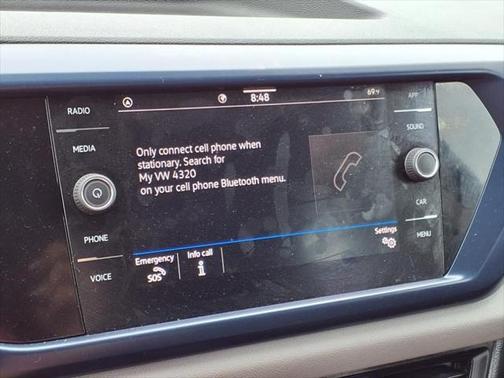 RADIO
MEDIA
PHONE
VOICE
8:48
69°F
Only connect cell phone when
stationary. Search for
My VW 4320
on your cell phone Bluetooth menu.
Emergency
SOS
Info call
i
Settings
APP
SOUND
CAR
MENU